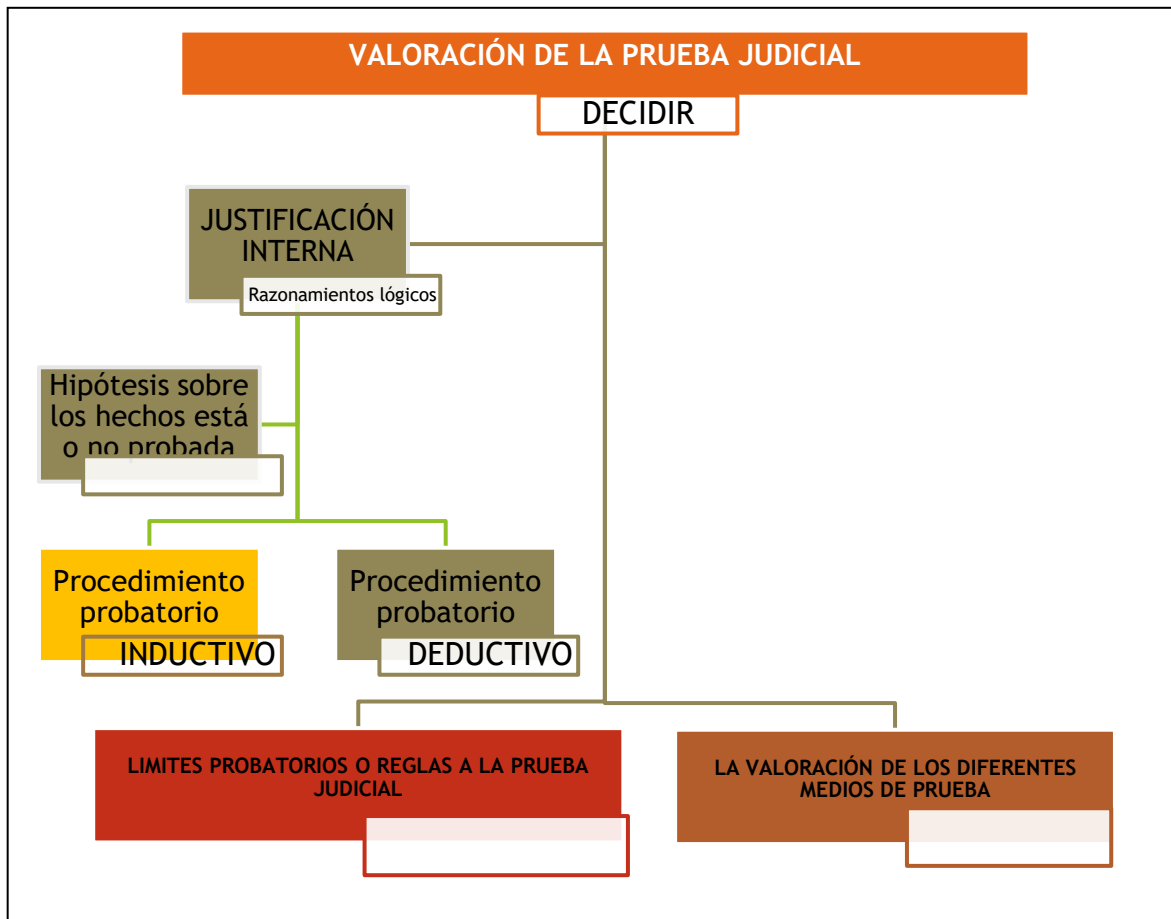 VALORACIÓN DE LA PRUEBA JUDICIAL
DECIDIR
JUSTIFICACIÓN
INTERNA
Razonamientos lógicos
Hipótesis sobre
los hechos está
o no probada
Procedimiento
probatorio
INDUCTIVO
Procedimiento
probatorio
DEDUCTIVO
LIMITES PROBATORIOS O REGLAS A LA PRUEBA
JUDICIAL
LA VALORACIÓN DE LOS DIFERENTES
MEDIOS DE PRUEBA